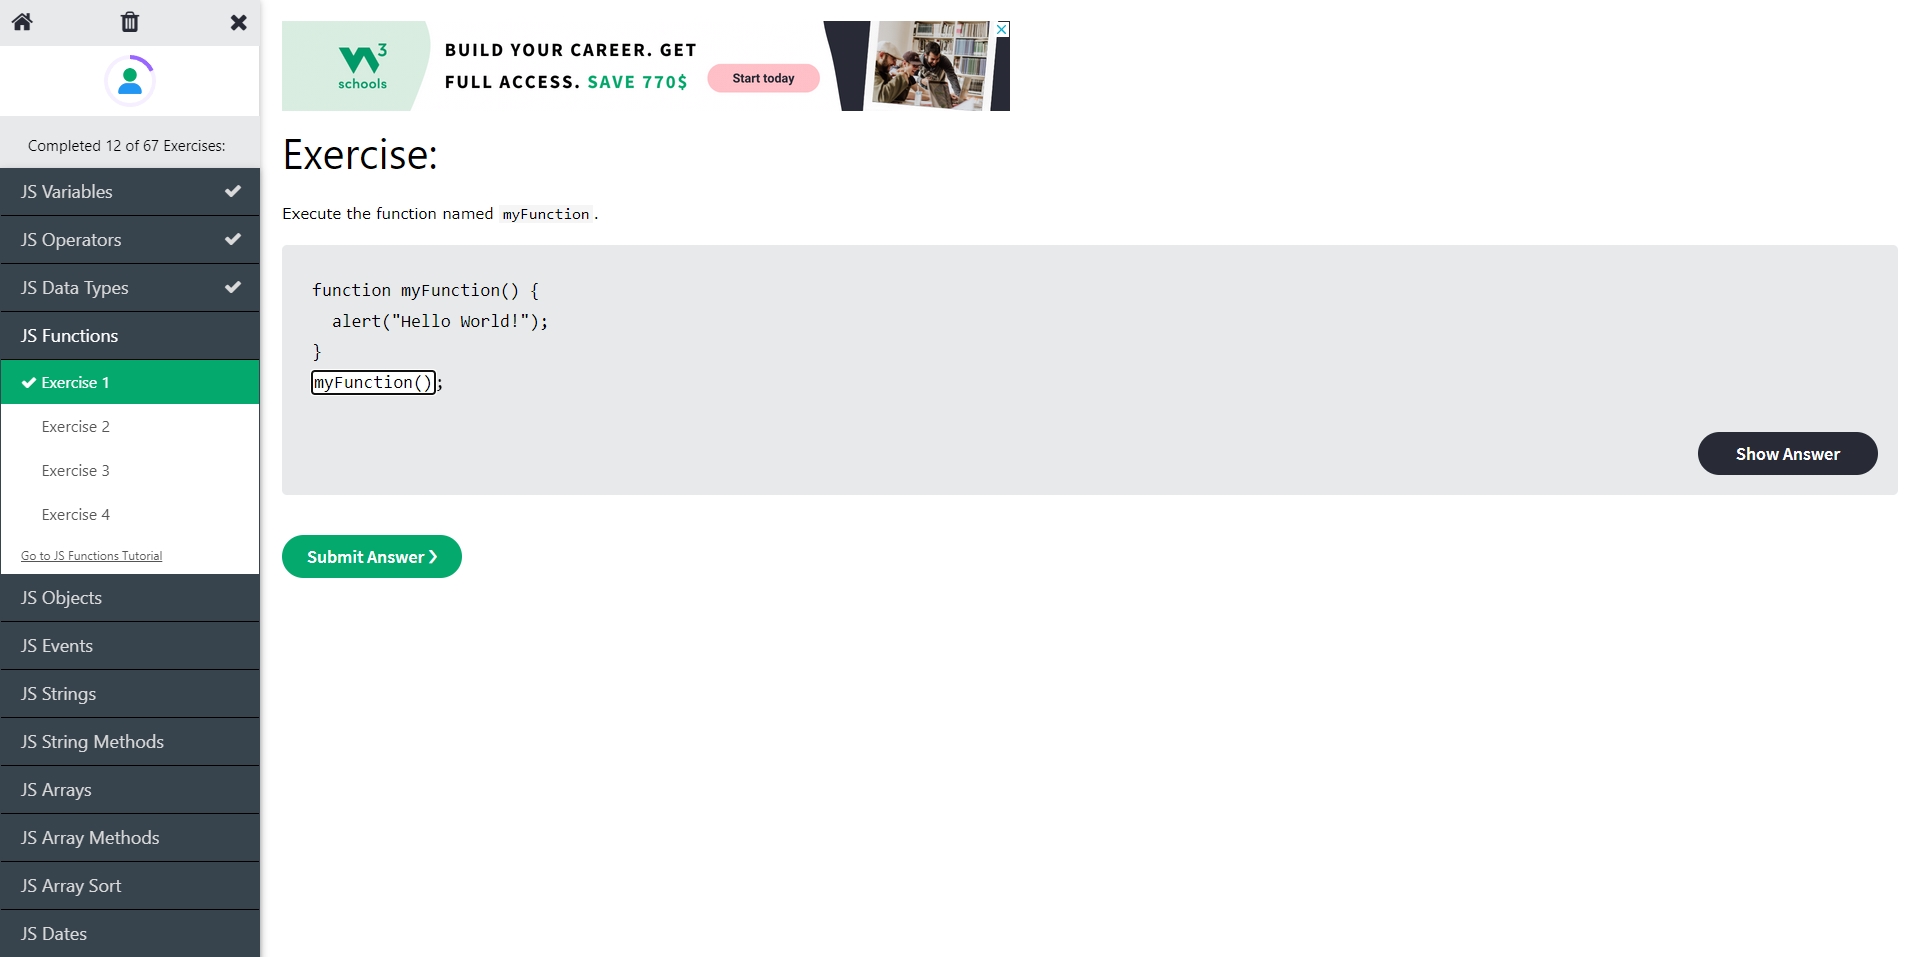 Completed 12 of 67 Exercises:
JS Variables
JS Operators
JS Data Types
JS Functions
Exercise 1
Exercise 2
Exercise 3
Exercise 4
Go to JS Functions Tutorial
JS Objects
JS Events
JS Strings
JS String Methods
JS Arrays
JS Array Methods
JS Array Sort
JS Dates
W3
schools
BUILD YOUR CAREER. GET
FULL ACCESS. SAVE 770$
Start today
Exercise:
Execute the function named myFunction.
function myFunction() {
  alert("Hello World!");
}
myFunction();
Show Answer
Submit Answer ❯